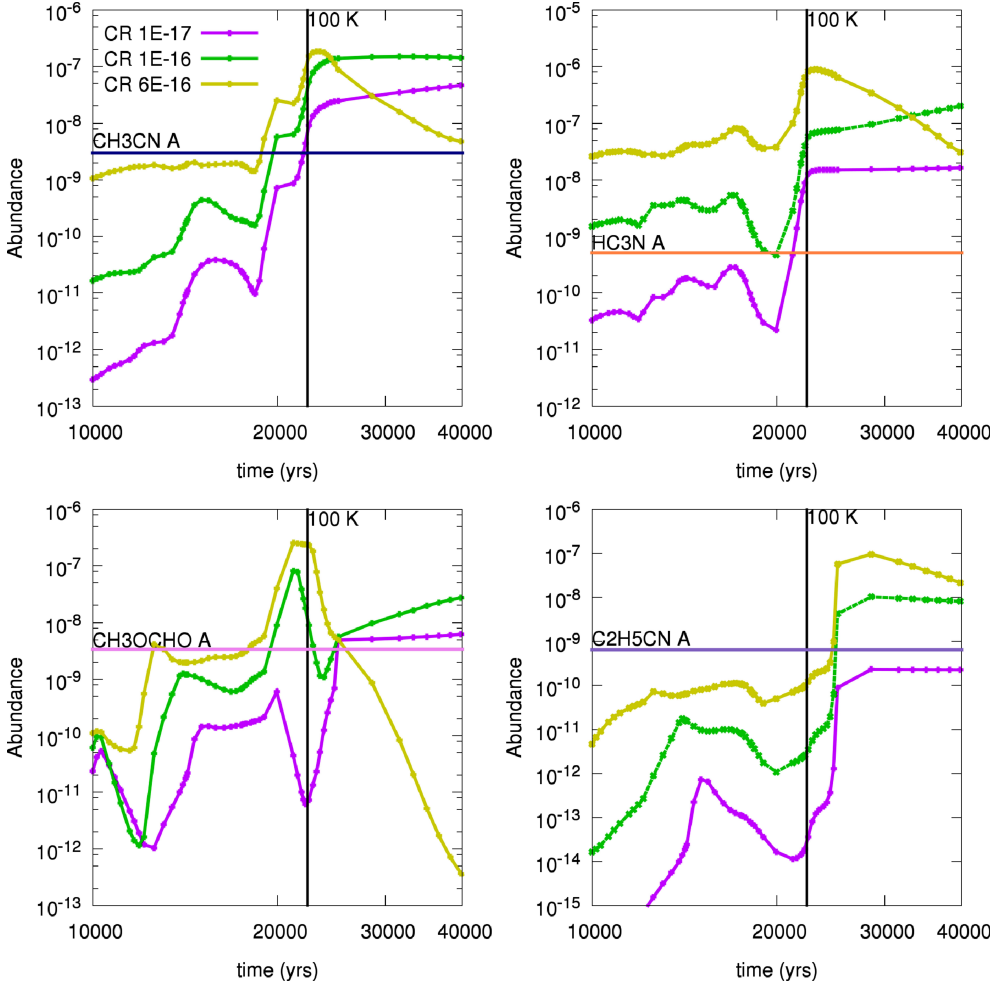 CR 1E-17
CR 1E-16
CR 6E-16
100 K
CH3CN A
Abundance
10^-6
10^-7
10^-8
10^-9
10^-10
10^-11
10^-12
10^-13
10000 20000 30000 40000
time (yrs)
100 K
HC3N A
Abundance
10^-5
10^-6
10^-7
10^-8
10^-9
10^-10
10^-11
10^-12
10000 20000 30000 40000
time (yrs)
100 K
CH3OCHO A
Abundance
10^-6
10^-7
10^-8
10^-9
10^-10
10^-11
10^-12
10^-13
10000 20000 30000 40000
time (yrs)
100 K
C2H5CN A
Abundance
10^-6
10^-7
10^-8
10^-9
10^-10
10^-11
10^-12
10^-13
10^-14
10^-15
10000 20000 30000 40000
time (yrs)